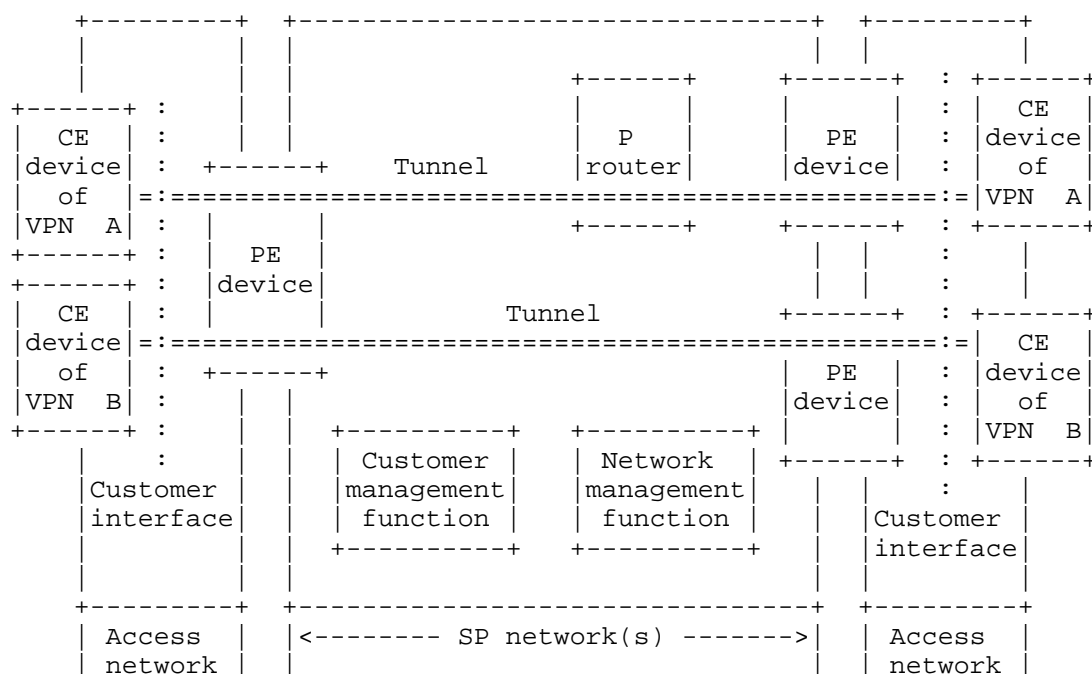 CE
device
of
VPN A
PE
device
Tunnel
P
router
PE
device
CE
device
of
VPN A
CE
device
of
VPN B
Tunnel
PE
device
CE
device
of
VPN B
Customer
interface
Customer
management
function
Network
management
function
Customer
interface
Access
network
<-------- SP network(s) ------->
Access
network